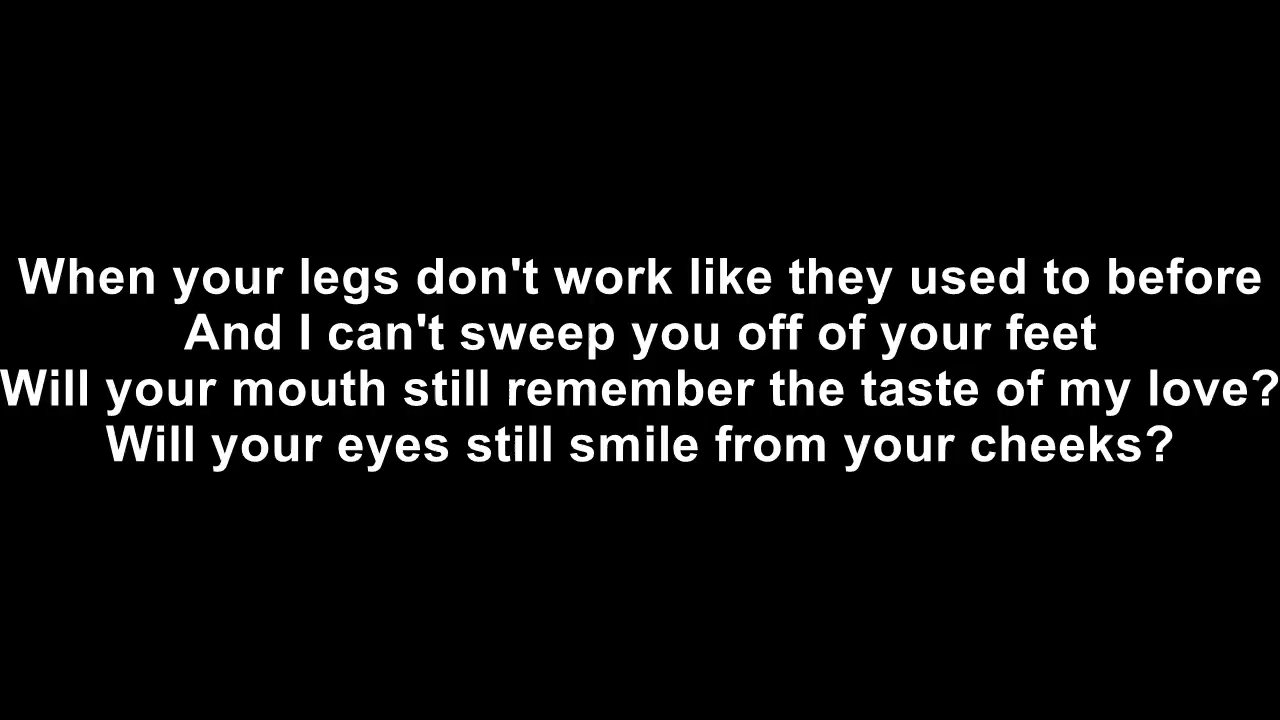 When your legs don't work like they used to before
And I can't sweep you off of your feet
Will your mouth still remember the taste of my love?
Will your eyes still smile from your cheeks?